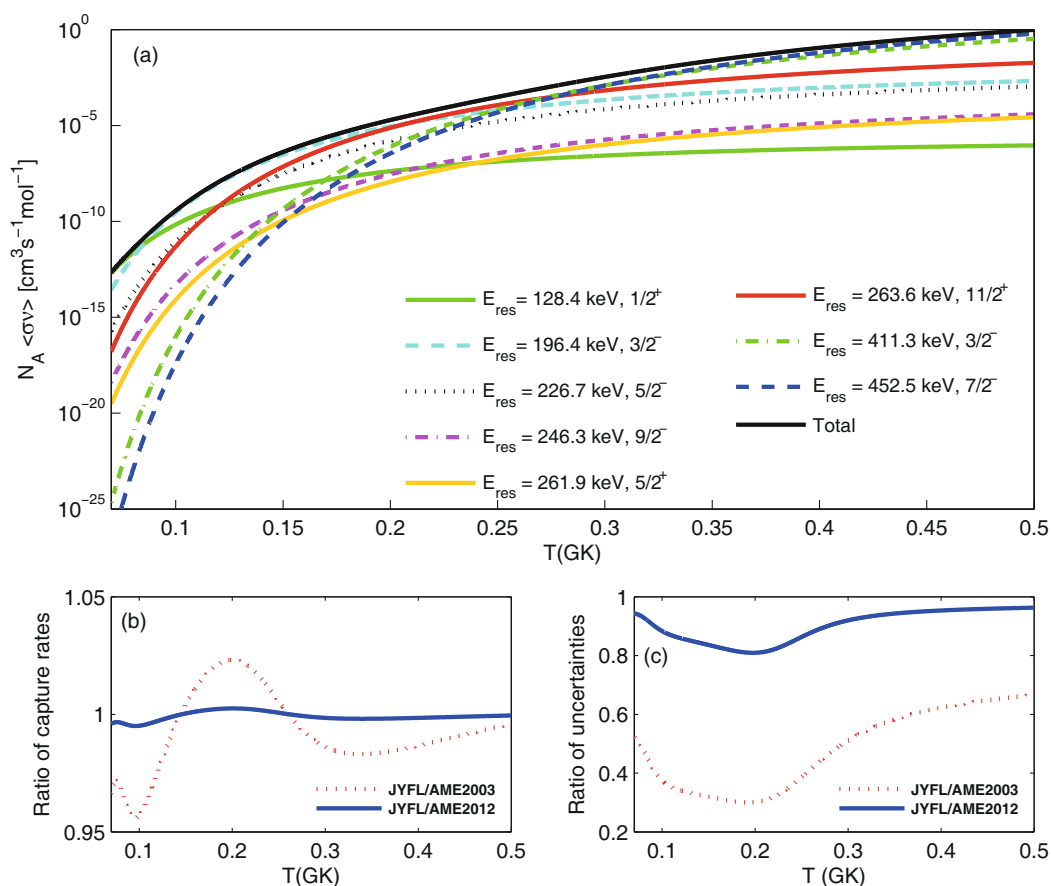 (a)
10^0
10^−5
10^−10
10^−15
10^−20
10^−25
N_A <σν> [cm^3s^−1mol^−1]
E_res = 128.4 keV, 1/2^+
E_res = 196.4 keV, 3/2^−
E_res = 226.7 keV, 5/2^−
E_res = 246.3 keV, 9/2^−
E_res = 261.9 keV, 5/2^+
E_res = 263.6 keV, 11/2^+
E_res = 411.3 keV, 3/2^−
E_res = 452.5 keV, 7/2^−
Total
0.1 0.15 0.2 0.25 0.3 0.35 0.4 0.45 0.5
T(GK)
(b)
1.05
1
0.95
Ratio of capture rates
JYFL/AME2003
JYFL/AME2012
0.1 0.2 0.3 0.4 0.5
T(GK)
(c)
1
0.8
0.6
0.4
0.2
Ratio of uncertainties
JYFL/AME2003
JYFL/AME2012
0.1 0.2 0.3 0.4 0.5
T (GK)